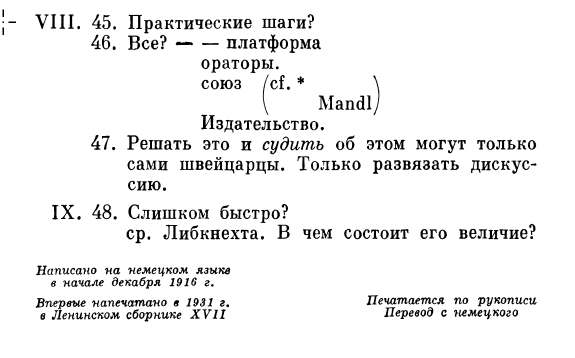 VIII. 45. Практические шаги?
46. Все? — — платформа
ораторы.
союз (cf. *
Mandl)
Издательство.
47. Решать это и судить об этом могут только
сами швейцарцы. Только развязать дискус-
сию.
IX. 48. Слишком быстро?
ср. Либкнехта. В чем состоит его величие?
Написано на немецком языке
в начале декабря 1916 г.
Впервые напечатано в 1931 г.
в Ленинском сборнике XVII
Печатается по рукописи
Перевод с немецкого